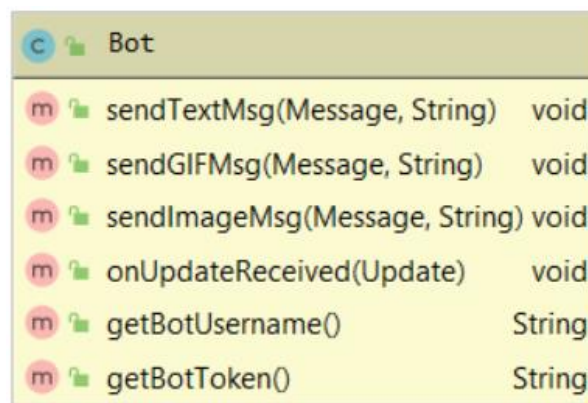 c Bot
m sendTextMsg(Message, String) void
m sendGIFMsg(Message, String) void
m sendImageMsg(Message, String) void
m onUpdateReceived(Update) void
m getBotUsername() String
m getBotToken() String